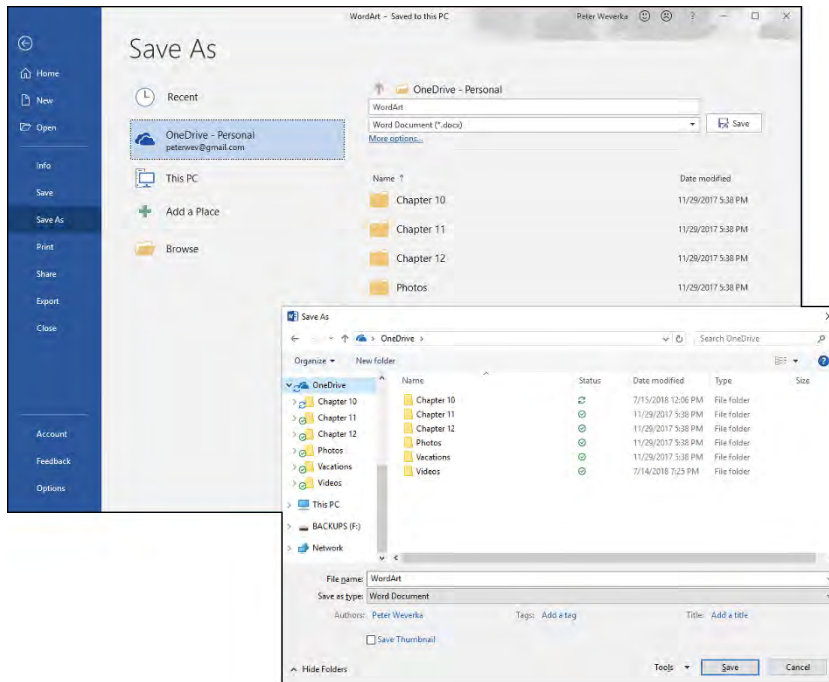 WordArt - Saved to this PC Peter Weverka ?
Save As
Home
New
Open
Info
Save
Save As
Print
Share
Export
Close
Account
Feedback
Options
Recent
OneDrive - Personal
peterwev@gmail.com
This PC
Add a Place
Browse
OneDrive - Personal
WordArt
Word Document (*.docx) Save
More options...
Name ↑ Date modified
Chapter 10 11/29/2017 5:38 PM
Chapter 11 11/29/2017 5:38 PM
Chapter 12 11/29/2017 5:38 PM
Photos 11/29/2017 5:38 PM
Save As
OneDrive > Search OneDrive
Organize New folder
OneDrive
Chapter 10
Chapter 11
Chapter 12
Photos
Vacations
Videos
This PC
BACKUPS (F:)
Network
Name Status Date modified Type Size
Chapter 10 7/15/2018 12:06 PM File folder
Chapter 11 11/29/2017 5:38 PM File folder
Chapter 12 11/29/2017 5:38 PM File folder
Photos 11/29/2017 5:38 PM File folder
Vacations 11/29/2017 5:38 PM File folder
Videos 7/14/2018 7:25 PM File folder
File name: WordArt
Save as type: Word Document
Authors: Peter Weverka Tags: Add a tag Title: Add a title
Save Thumbnail
Hide Folders Tools Save Cancel